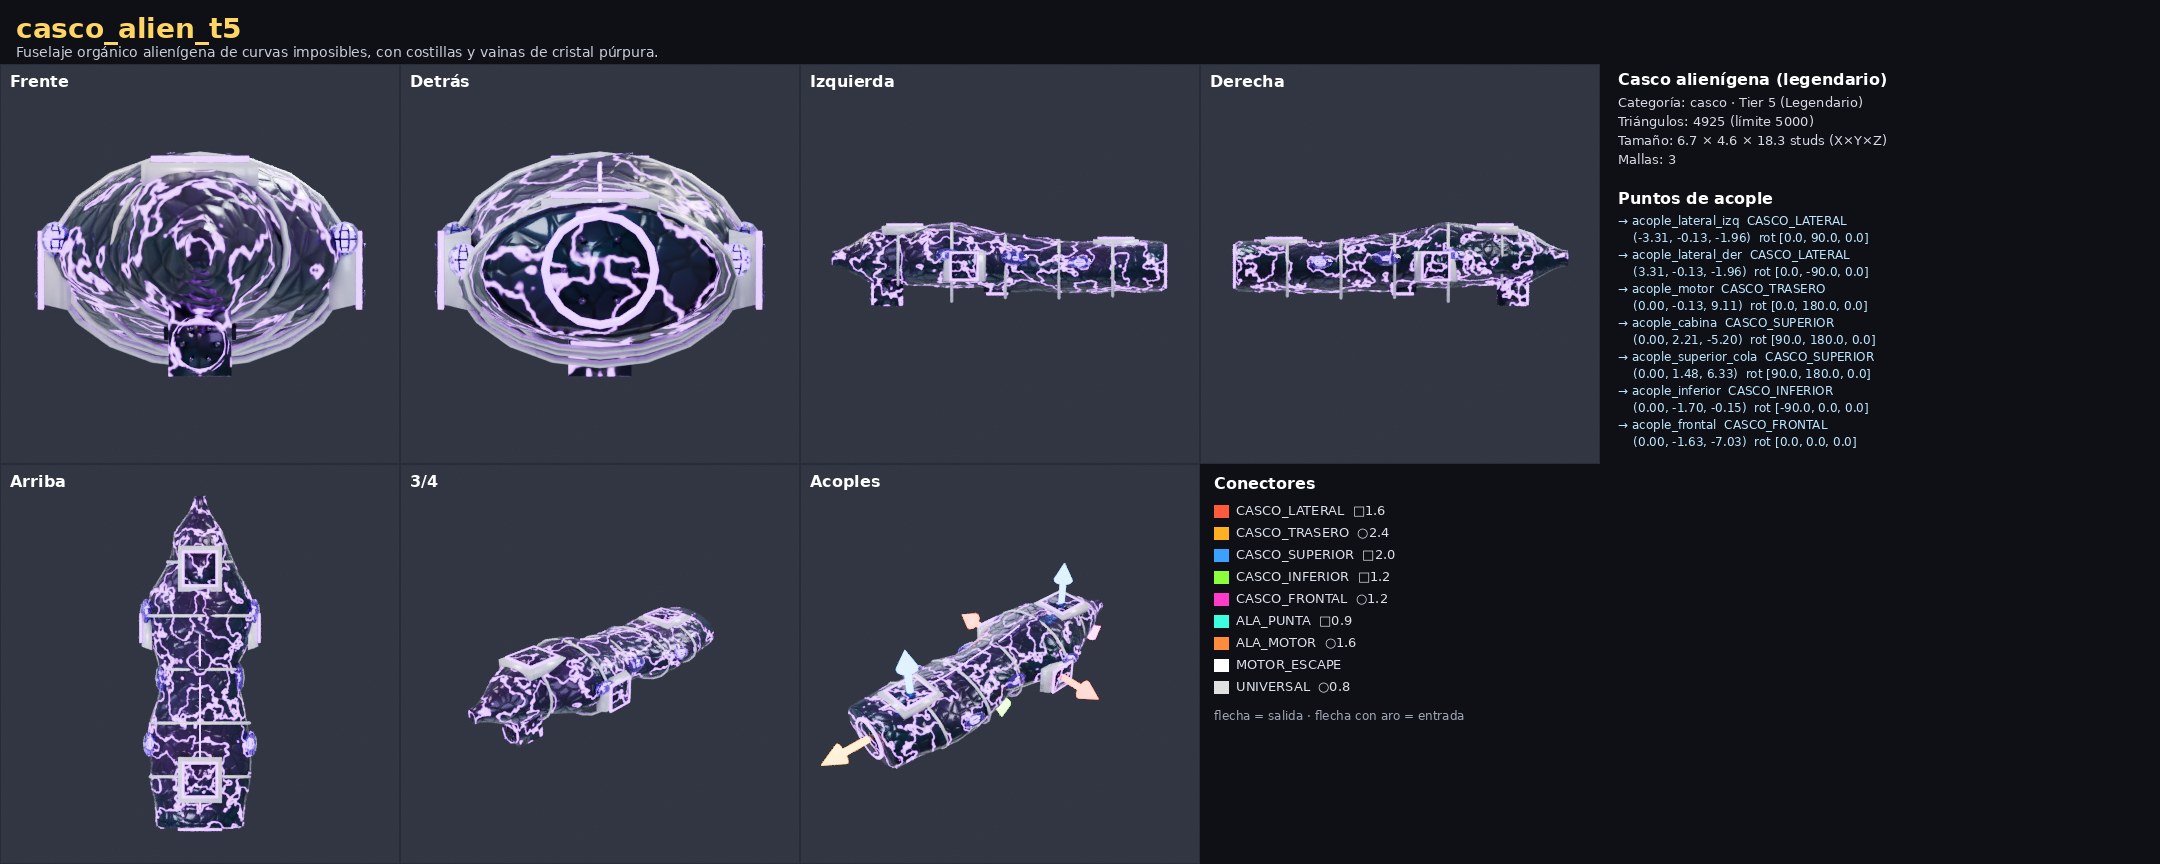 casco_alien_t5
Fuselaje orgánico alienígena de curvas imposibles, con costillas y vainas de cristal púrpura.
Frente
Detrás
Izquierda
Derecha
Casco alienígena (legendario)
Categoría: casco · Tier 5 (Legendario)
Triángulos: 4925 (límite 5000)
Tamaño: 6.7 × 4.6 × 18.3 studs (X×Y×Z)
Mallas: 3
Puntos de acople
→ acople_lateral_izq CASCO_LATERAL
(-3.31, -0.13, -1.96) rot [0.0, 90.0, 0.0]
→ acople_lateral_der CASCO_LATERAL
(3.31, -0.13, -1.96) rot [0.0, -90.0, 0.0]
→ acople_motor CASCO_TRASERO
(0.00, -0.13, 9.11) rot [0.0, 180.0, 0.0]
→ acople_cabina CASCO_SUPERIOR
(0.00, 2.21, -5.20) rot [90.0, 180.0, 0.0]
→ acople_superior_cola CASCO_SUPERIOR
(0.00, 1.48, 6.33) rot [90.0, 180.0, 0.0]
→ acople_inferior CASCO_INFERIOR
(0.00, -1.70, -0.15) rot [-90.0, 0.0, 0.0]
→ acople_frontal CASCO_FRONTAL
(0.00, -1.63, -7.03) rot [0.0, 0.0, 0.0]
Arriba
3/4
Acoples
Conectores
CASCO_LATERAL □1.6
CASCO_TRASERO ○2.4
CASCO_SUPERIOR □2.0
CASCO_INFERIOR □1.2
CASCO_FRONTAL ○1.2
ALA_PUNTA □0.9
ALA_MOTOR ○1.6
MOTOR_ESCAPE
UNIVERSAL ○0.8
flecha = salida · flecha con aro = entrada